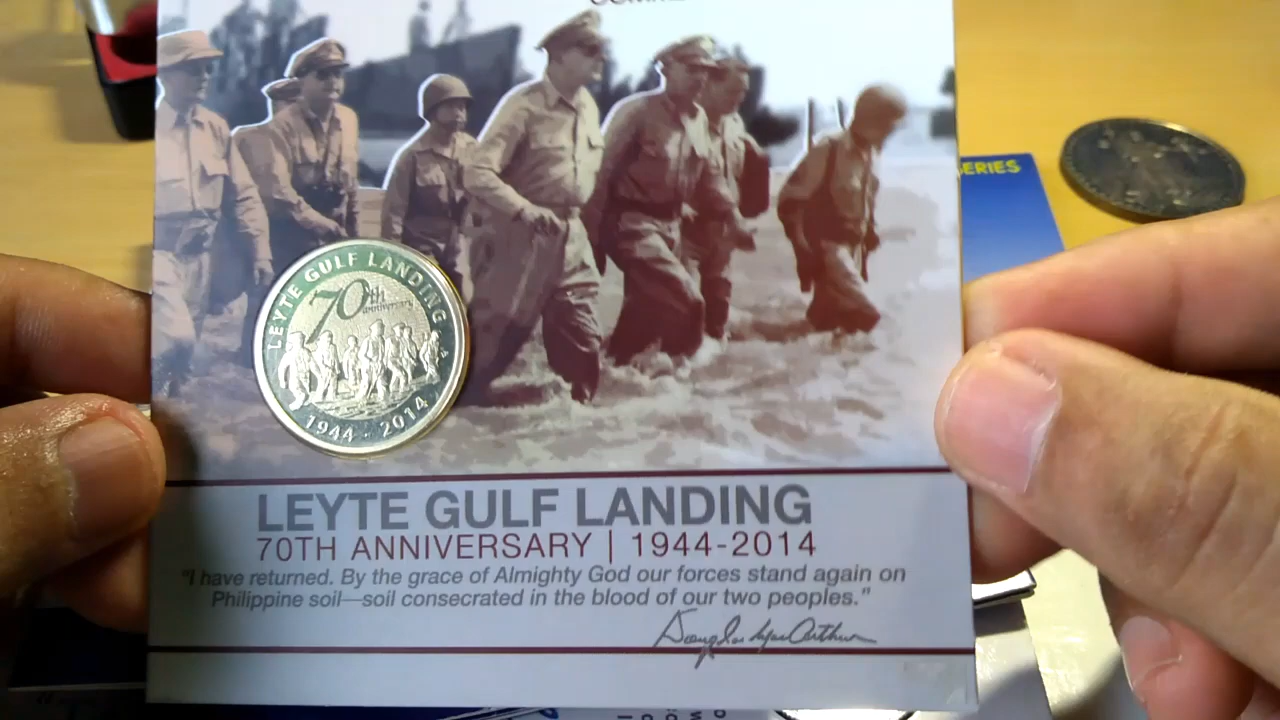 SERIES
LEYTE GULF LANDING
70th
anniversary
1944 - 2014
LEYTE GULF LANDING
70TH ANNIVERSARY | 1944-2014
"I have returned. By the grace of Almighty God our forces stand again on
Philippine soil—soil consecrated in the blood of our two peoples."
Douglas MacArthur